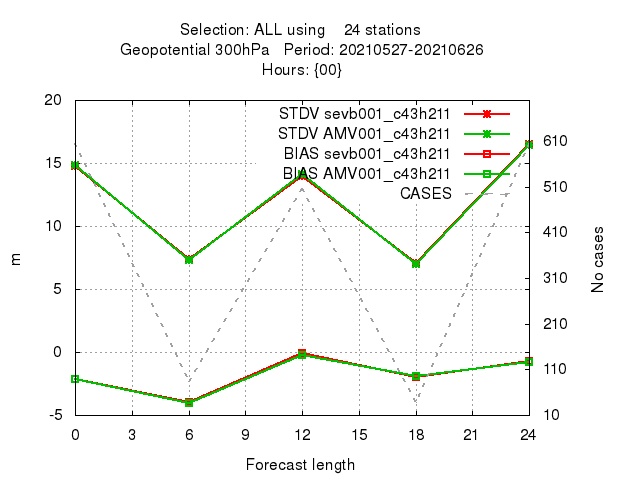 Selection: ALL using    24 stations
Geopotential 300hPa   Period: 20210527-20210626
Hours: {00}
STDV sevb001_c43h211
STDV AMV001_c43h211
BIAS sevb001_c43h211
BIAS AMV001_c43h211
CASES
20
15
10
5
0
-5
m
610
510
410
310
210
110
10
No cases
0 3 6 9 12 15 18 21 24
Forecast length